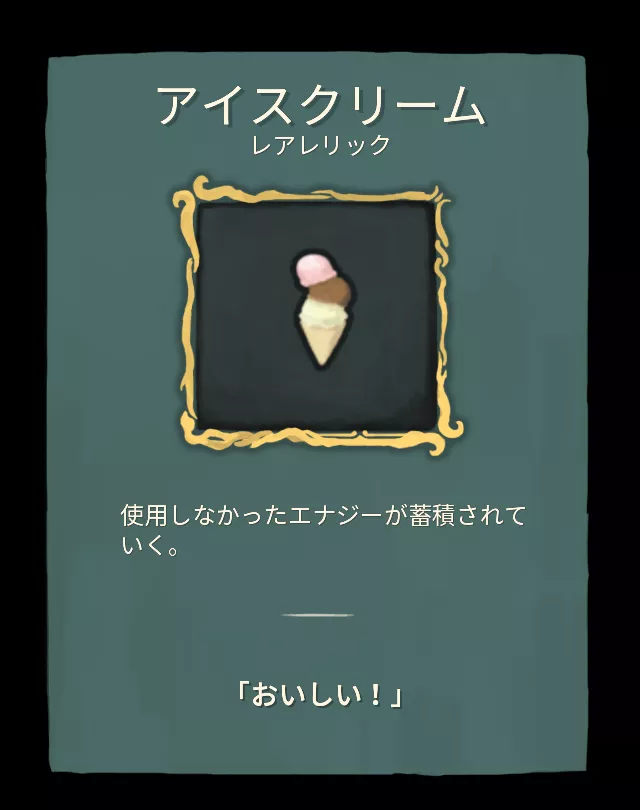 アイスクリーム
レアレリック
使用しなかったエナジーが蓄積されて
いく。
「おいしい！」